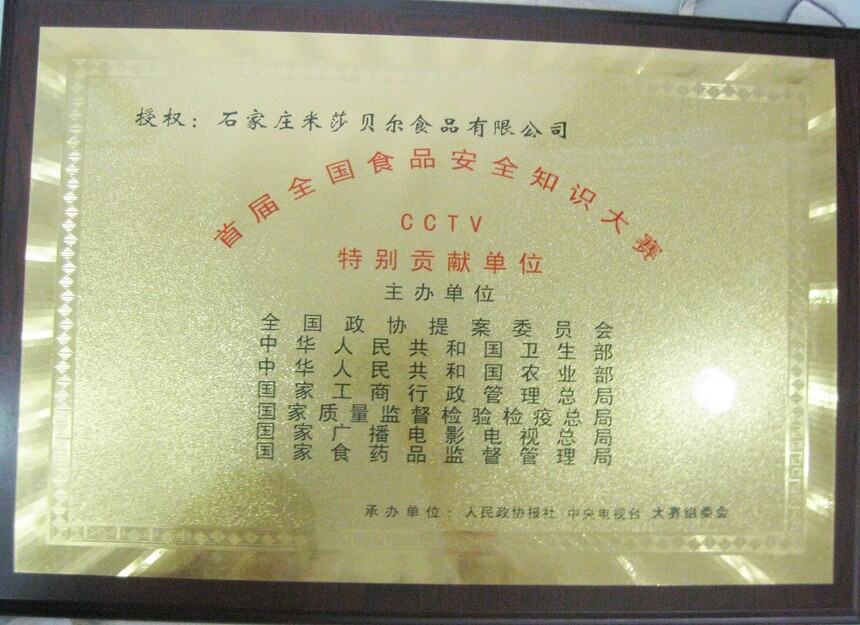 授权：石家庄米莎贝尔食品有限公司
首届全国食品安全知识大赛
CCTV
特别贡献单位
主办单位
全国政协提案委员会
中华人民共和国卫生部
中华人民共和国农业部
国家工商行政管理总局
国家质量监督检验检疫总局
国家广播电影电视总局
国家食药品监督管理局
承办单位：人民政协报社 中央电视台 大赛组委会